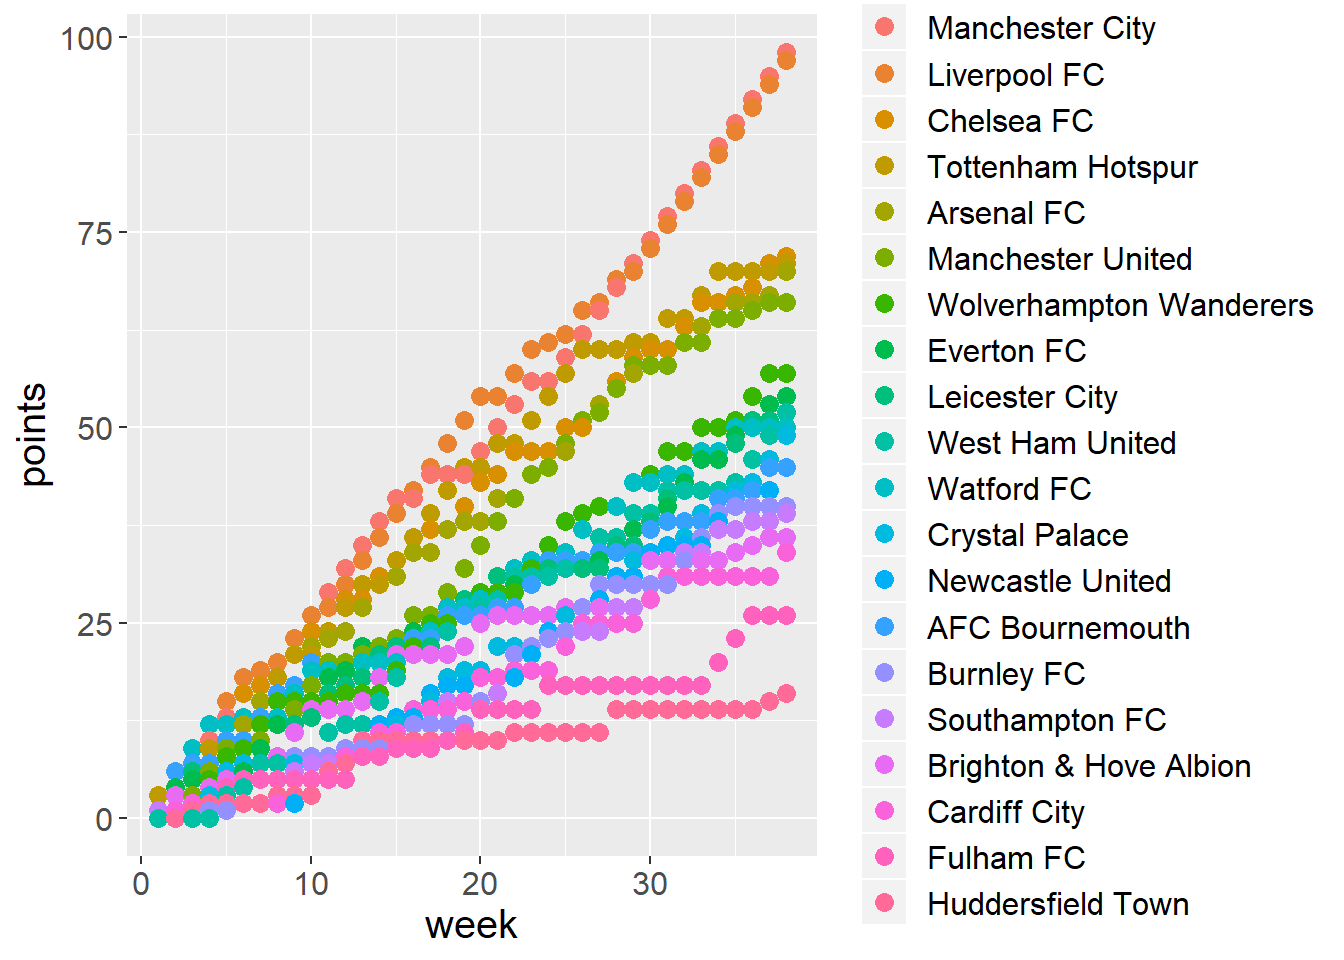 100
75
50
25
0
points
0 10 20 30
week
Manchester City
Liverpool FC
Chelsea FC
Tottenham Hotspur
Arsenal FC
Manchester United
Wolverhampton Wanderers
Everton FC
Leicester City
West Ham United
Watford FC
Crystal Palace
Newcastle United
AFC Bournemouth
Burnley FC
Southampton FC
Brighton & Hove Albion
Cardiff City
Fulham FC
Huddersfield Town